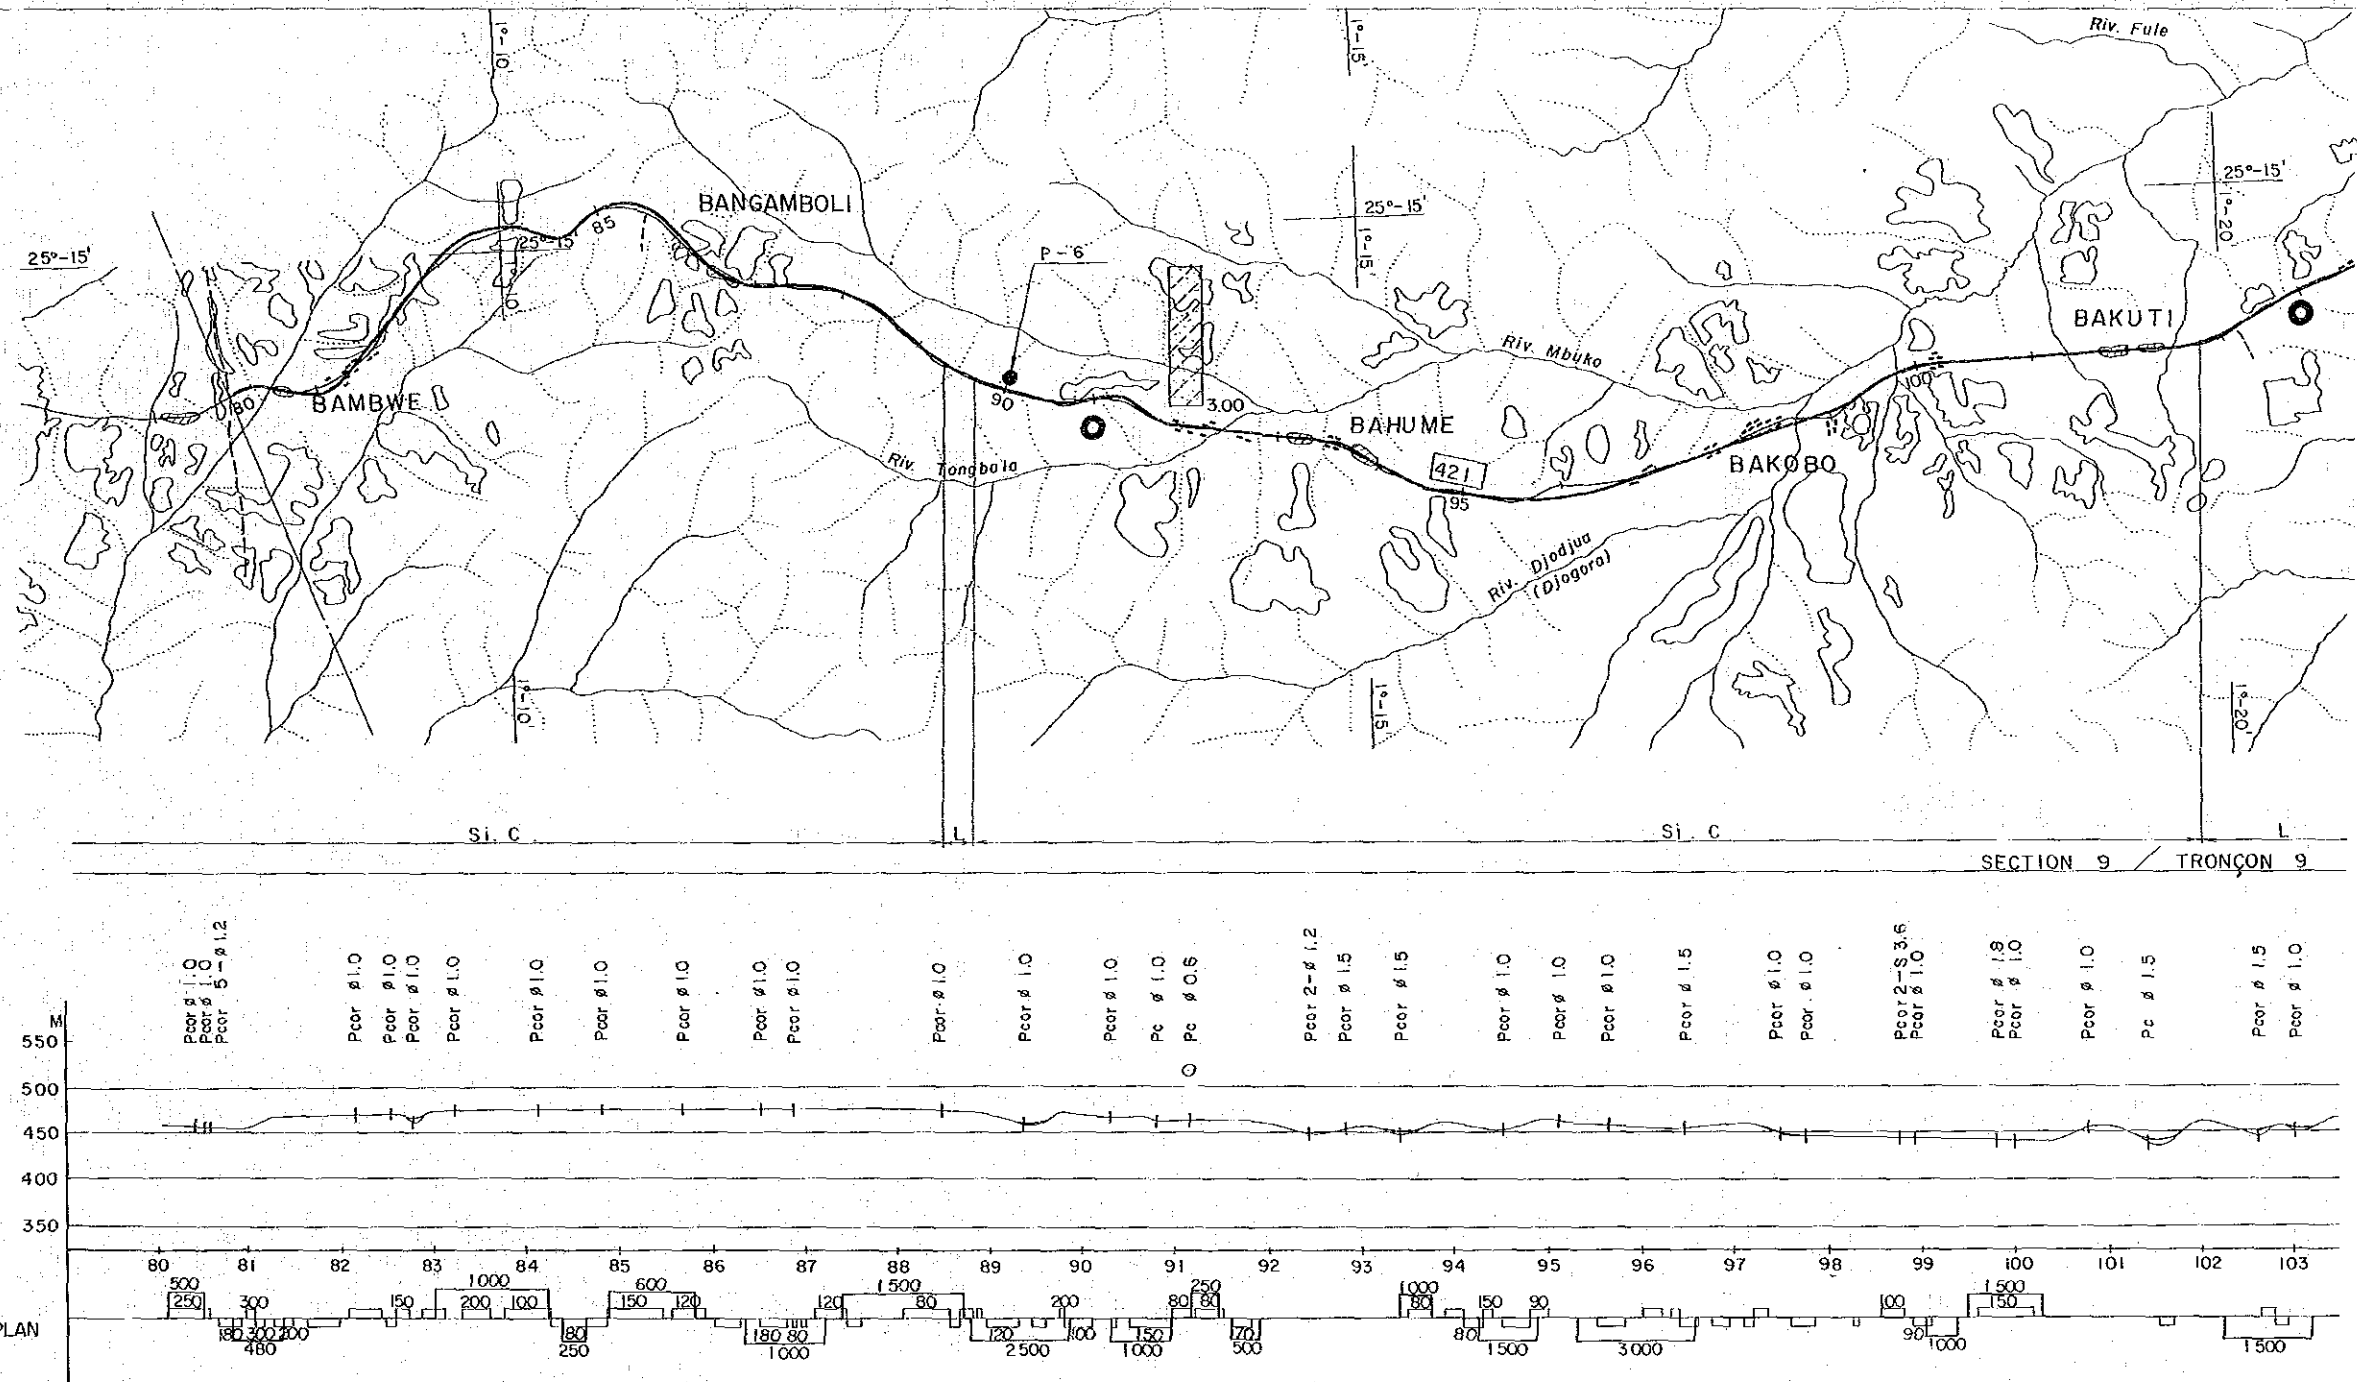 1°-10'
1°-15'
Riv. Fule
BANGAMBOLI
25°-15'
25°-15'
25°-15'
25°-15'
85
P-6
1°-15'
1°-20'
BAKUTI
Riv. Mbuko
80
BAMBWE
90
3.00
BAHUME
100
Riv. Tongbala
421
95
BAKOBO
Riv. Djodjua
(Djogora)
1°-10'
1°-15'
1°-20'
Si. C
L
Si. C
L
SECTION 9 / TRONÇON 9
Pcor ø 1.0
Pcor ø 1.0
Pcor 5-ø 1.2
Pcor ø 1.0
Pcor ø 1.0
Pcor ø 1.0
Pcor ø 1.0
Pcor ø 1.0
Pcor ø 1.0
Pcor ø 1.0
Pcor ø 1.0
Pcor ø 1.0
Pcor ø 1.0
Pcor ø 1.0
Pcor ø 1.0
Pc ø 1.0
Pc ø 0.6
Pcor 2-ø 1.2
Pcor ø 1.5
Pcor ø 1.5
Pcor ø 1.0
Pcor ø 1.0
Pcor ø 1.0
Pcor ø 1.5
Pcor ø 1.0
Pcor ø 1.0
Pcor 2-S 3.6
Pcor ø 1.0
Pcor ø 1.8
Pcor ø 1.0
Pcor ø 1.0
Pc ø 1.5
Pcor ø 1.5
Pcor ø 1.0
M
550
500
450
400
350
80 81 82 83 84 85 86 87 88 89 90 91 92 93 94 95 96 97 98 99 100 101 102 103
500 1000 600 1500 250 1000 1500
250 300 150 200 100 150 120 120 80 200 80 80 80 150 90 100 150
PLAN
180 300 200 80 180 80 120 100 150 70 80 90
480 250 1000 2500 1000 500 1500 3000 1000 1500